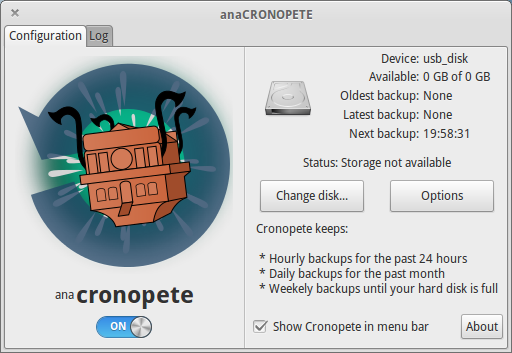 anaCRONOPETE
Configuration
Log
Device: usb_disk
Available: 0 GB of 0 GB
Oldest backup: None
Latest backup: None
Next backup: 19:58:31
Status: Storage not available
Change disk...
Options
Cronopete keeps:
* Hourly backups for the past 24 hours
* Daily backups for the past month
* Weekely backups until your hard disk is full
ana cronopete
ON
Show Cronopete in menu bar
About